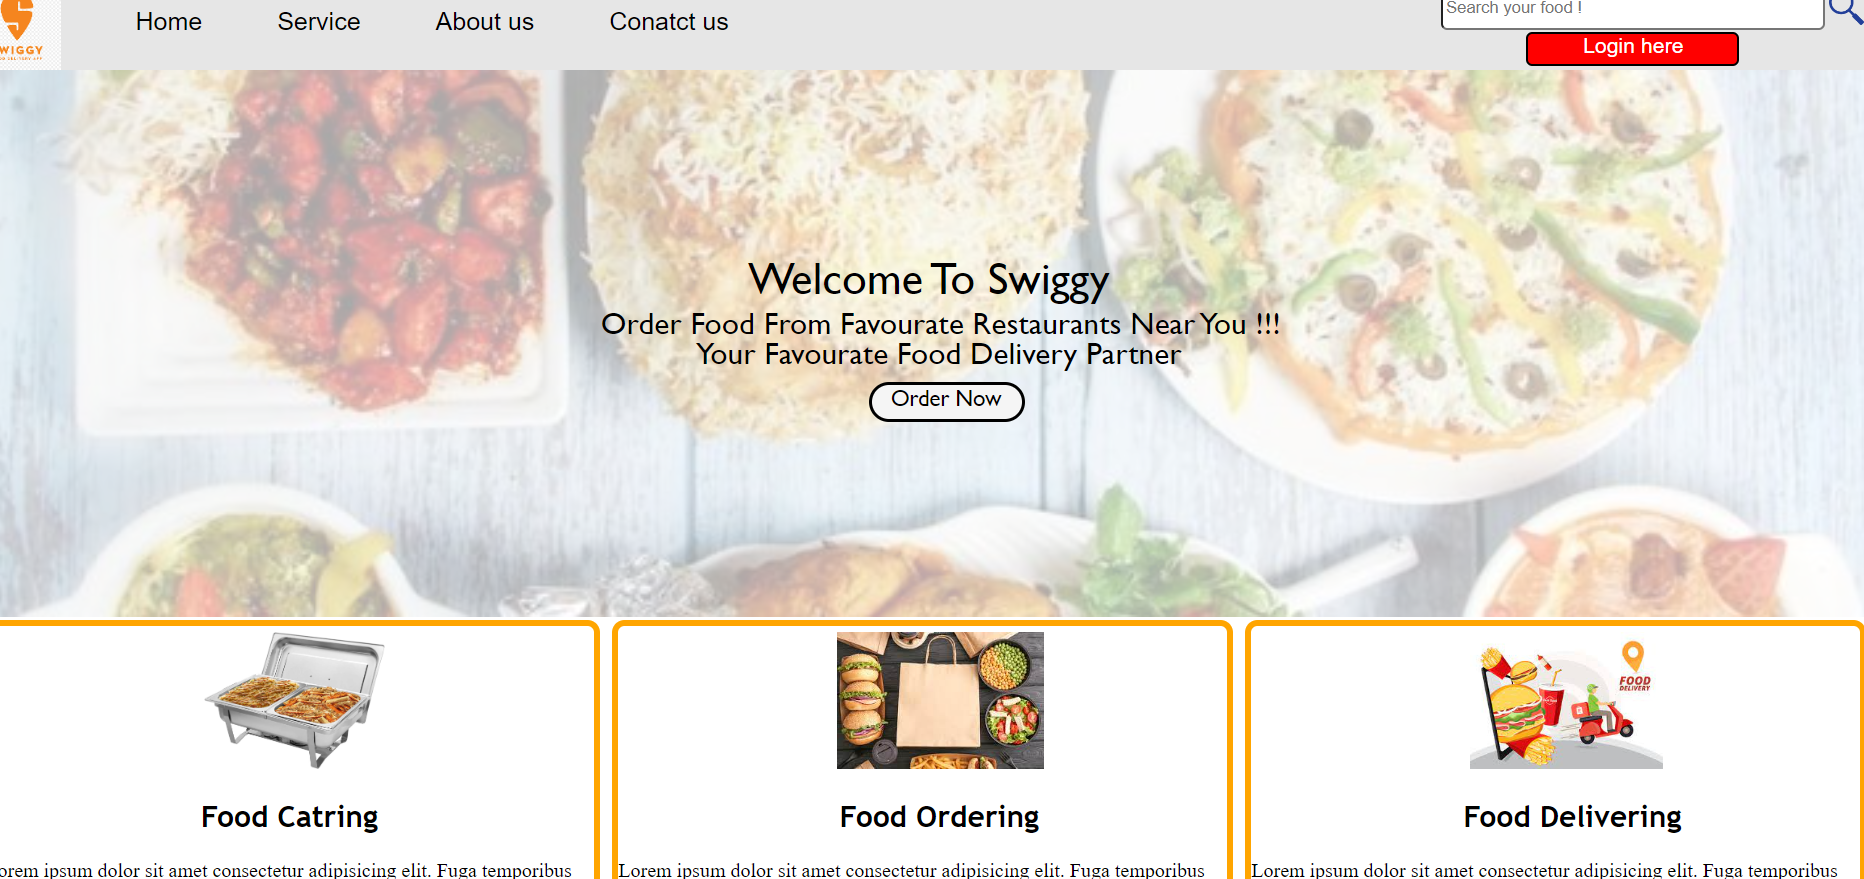 WIGGY
Home Service About us Conatct us
Search your food !
Login here
Welcome To Swiggy
Order Food From Favourate Restaurants Near You !!!
Your Favourate Food Delivery Partner
Order Now
FOOD
DELIVERY
Food Catring
Food Ordering
Food Delivering
orem ipsum dolor sit amet consectetur adipisicing elit. Fuga temporibus
Lorem ipsum dolor sit amet consectetur adipisicing elit. Fuga temporibus
Lorem ipsum dolor sit amet consectetur adipisicing elit. Fuga temporibus